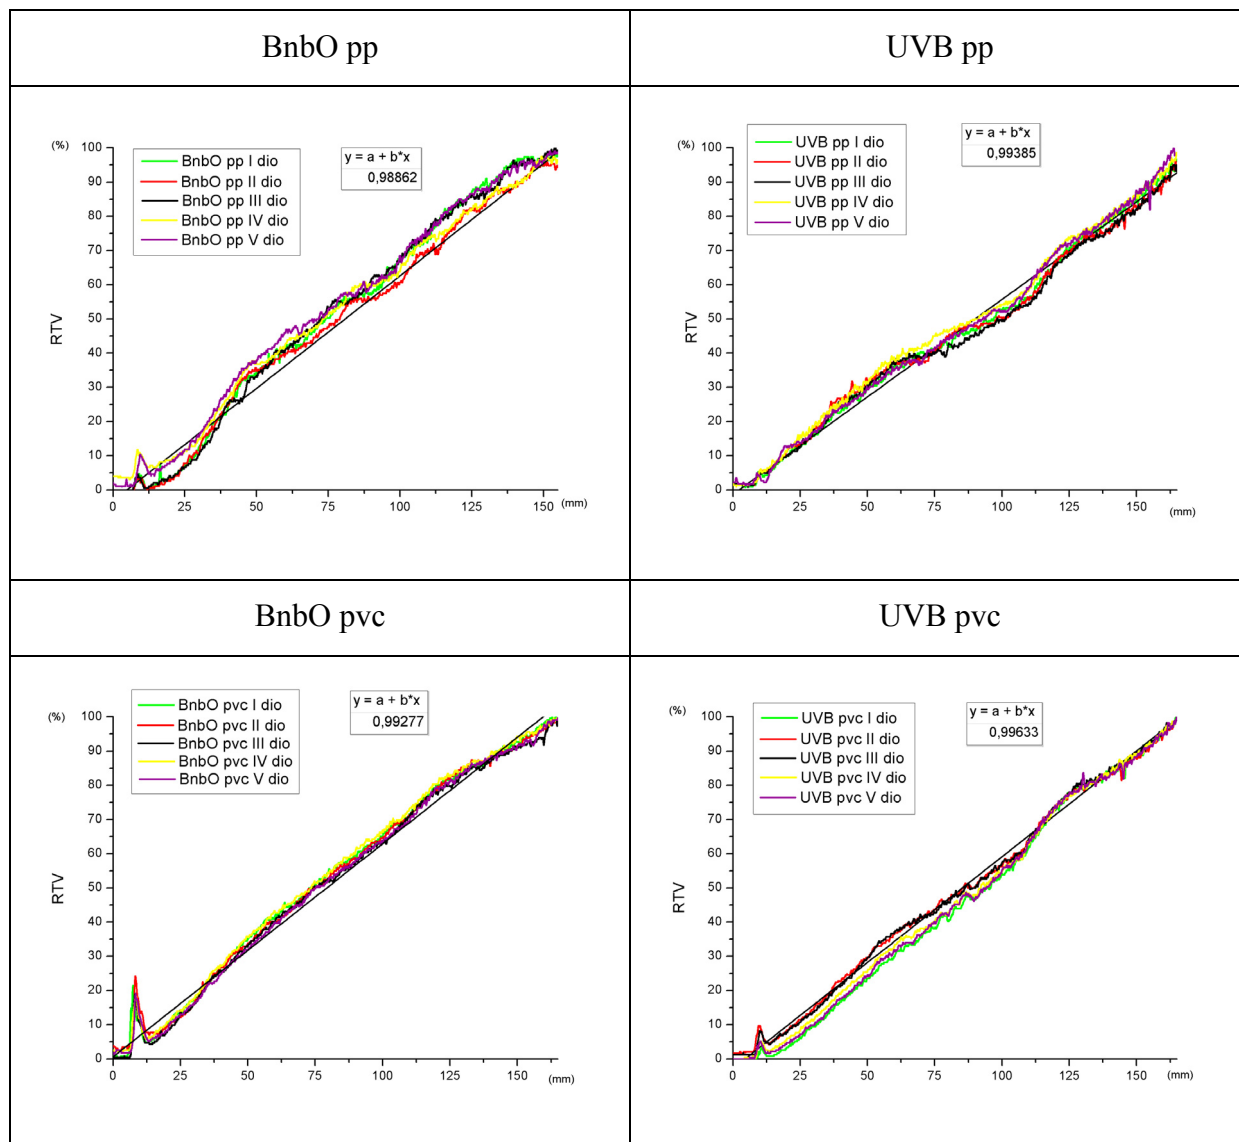 BnbO pp
UVB pp
(%)
BnbO pp I dio
BnbO pp II dio
BnbO pp III dio
BnbO pp IV dio
BnbO pp V dio
y = a + b*x
0,98862
100
90
80
70
60
50
40
30
20
10
0
RTV
0 25 50 75 100 125 150 (mm)
(%)
UVB pp I dio
UVB pp II dio
UVB pp III dio
UVB pp IV dio
UVB pp V dio
y = a + b*x
0,99385
100
90
80
70
60
50
40
30
20
10
0
RTV
0 25 50 75 100 125 150 (mm)
BnbO pvc
UVB pvc
(%)
BnbO pvc I dio
BnbO pvc II dio
BnbO pvc III dio
BnbO pvc IV dio
BnbO pvc V dio
y = a + b*x
0,99277
100
90
80
70
60
50
40
30
20
10
0
RTV
0 25 50 75 100 125 150 (mm)
(%)
UVB pvc I dio
UVB pvc II dio
UVB pvc III dio
UVB pvc IV dio
UVB pvc V dio
y = a + b*x
0,99633
100
90
80
70
60
50
40
30
20
10
0
RTV
0 25 50 75 100 125 150 (mm)